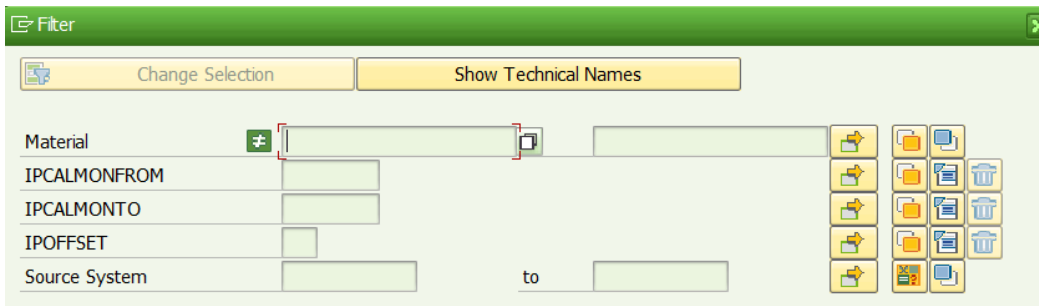 Filter
Change Selection Show Technical Names
Material
IPCALMONFROM
IPCALMONTO
IPOFFSET
Source System to